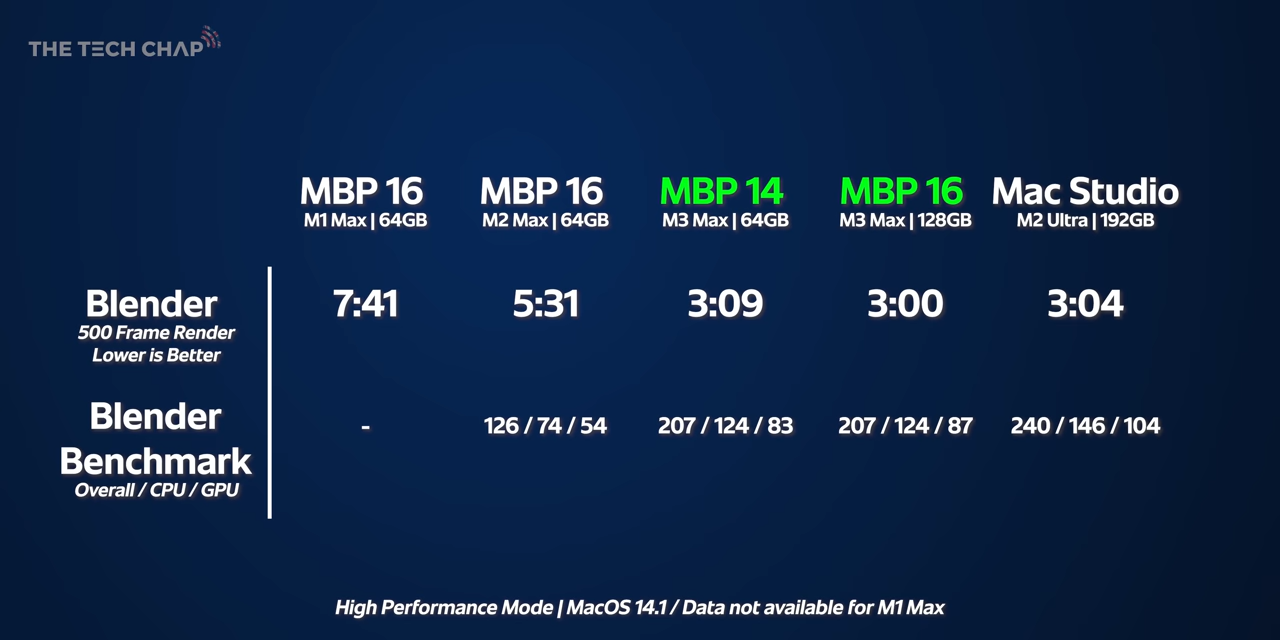 THE TECH CHAP
MBP 16 MBP 16 MBP 14 MBP 16 Mac Studio
M1 Max | 64GB M2 Max | 64GB M3 Max | 64GB M3 Max | 128GB M2 Ultra | 192GB
Blender 7:41 5:31 3:09 3:00 3:04
500 Frame Render
Lower is Better
Blender
Benchmark - 126 / 74 / 54 207 / 124 / 83 207 / 124 / 87 240 / 146 / 104
Overall / CPU / GPU
High Performance Mode | MacOS 14.1 / Data not available for M1 Max